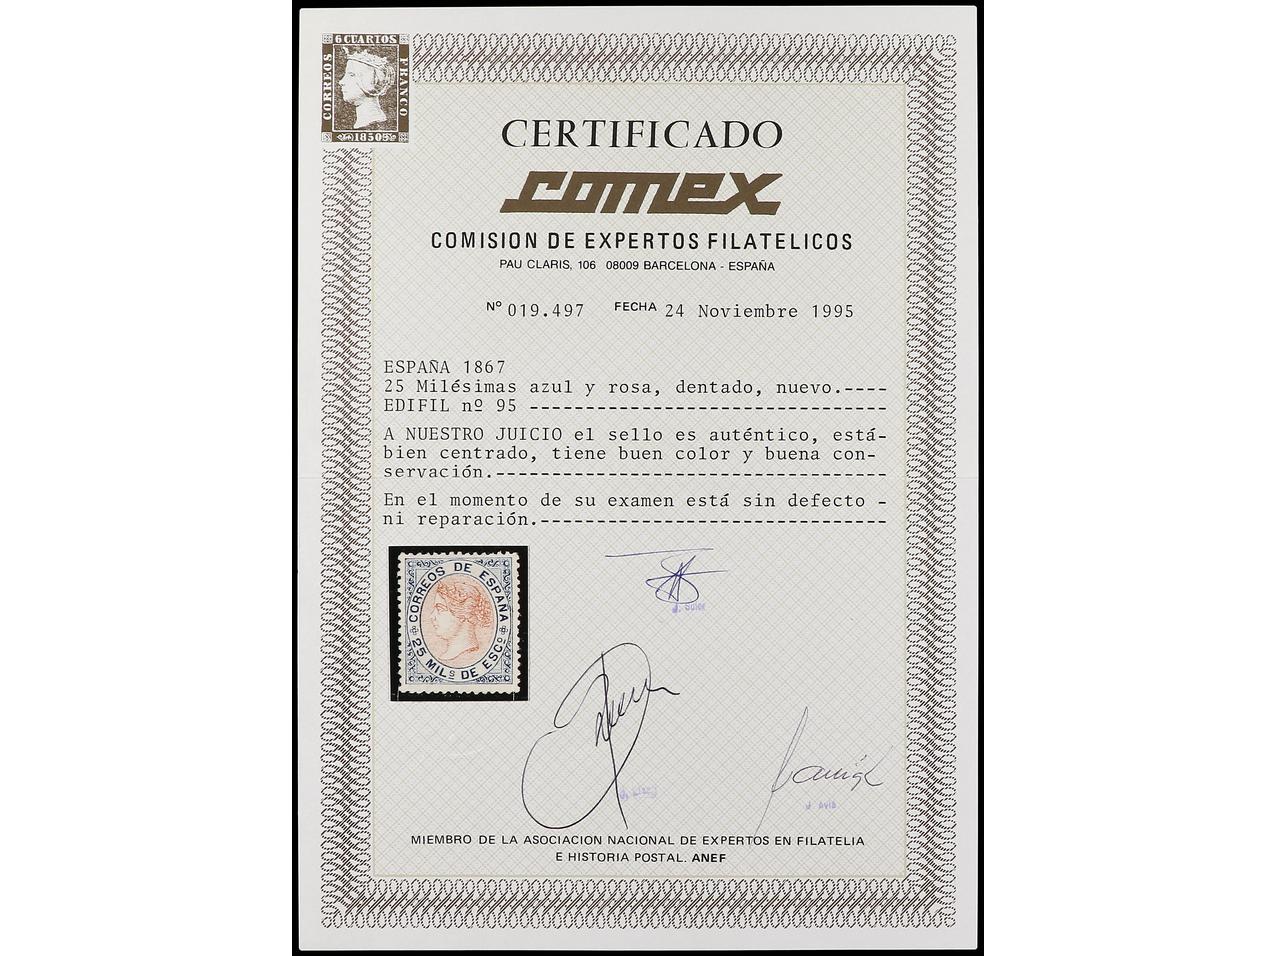 6 CUARTOS
CORREOS
FRANCO
1850
CERTIFICADO
comex
COMISION DE EXPERTOS FILATELICOS
PAU CLARIS, 106 08009 BARCELONA - ESPAÑA
Nº 019.497 FECHA 24 Noviembre 1995
ESPAÑA 1867
25 Milésimas azul y rosa, dentado, nuevo.----
EDIFIL nº 95 --------------------------------
A NUESTRO JUICIO el sello es auténtico, está-
bien centrado, tiene buen color y buena con-
servación.-----------------------------------
En el momento de su examen está sin defecto -
ni reparación.-------------------------------
CORREOS DE ESPAÑA
25 MILS DE ESCO
J. Avia
MIEMBRO DE LA ASOCIACION NACIONAL DE EXPERTOS EN FILATELIA
E HISTORIA POSTAL. ANEF